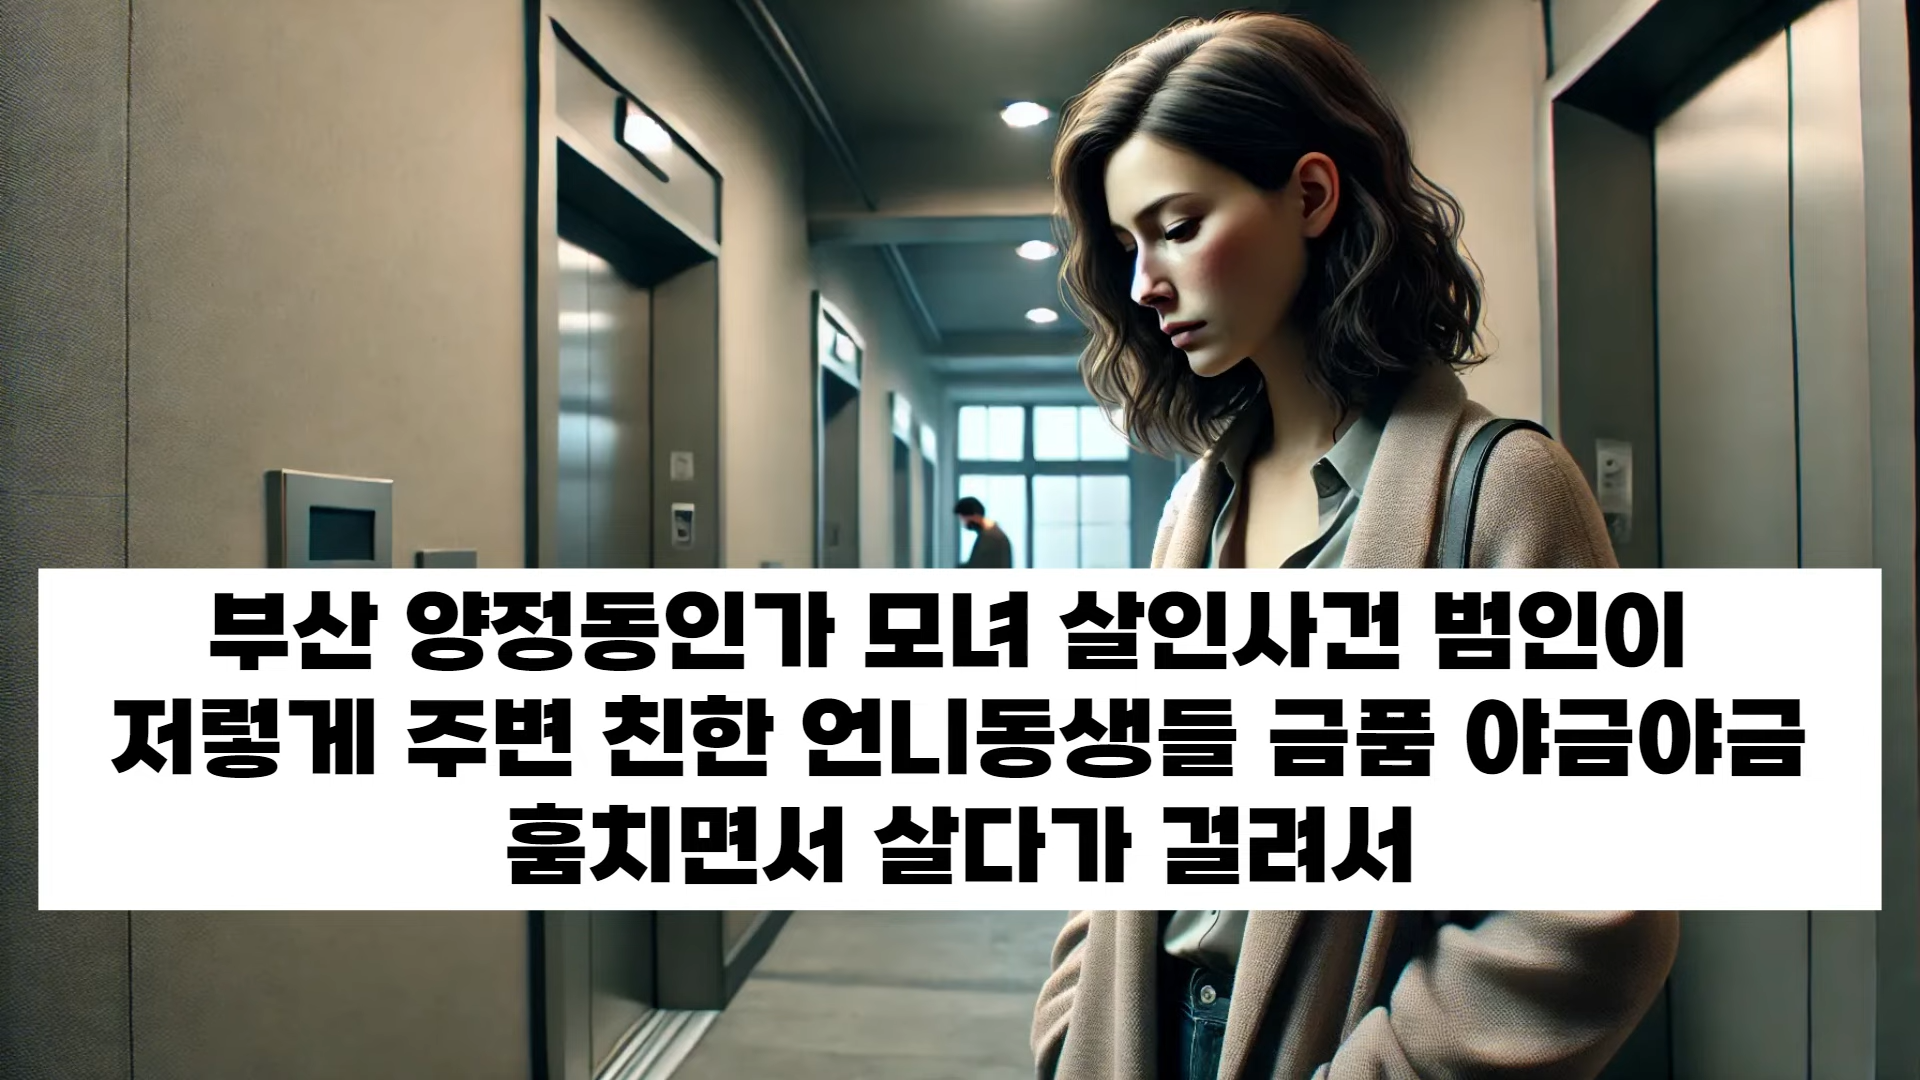 부산 양정동인가 모녀 살인사건 범인이
저렇게 주변 친한 언니동생들 금품 야금야금
훔치면서 살다가 걸려서